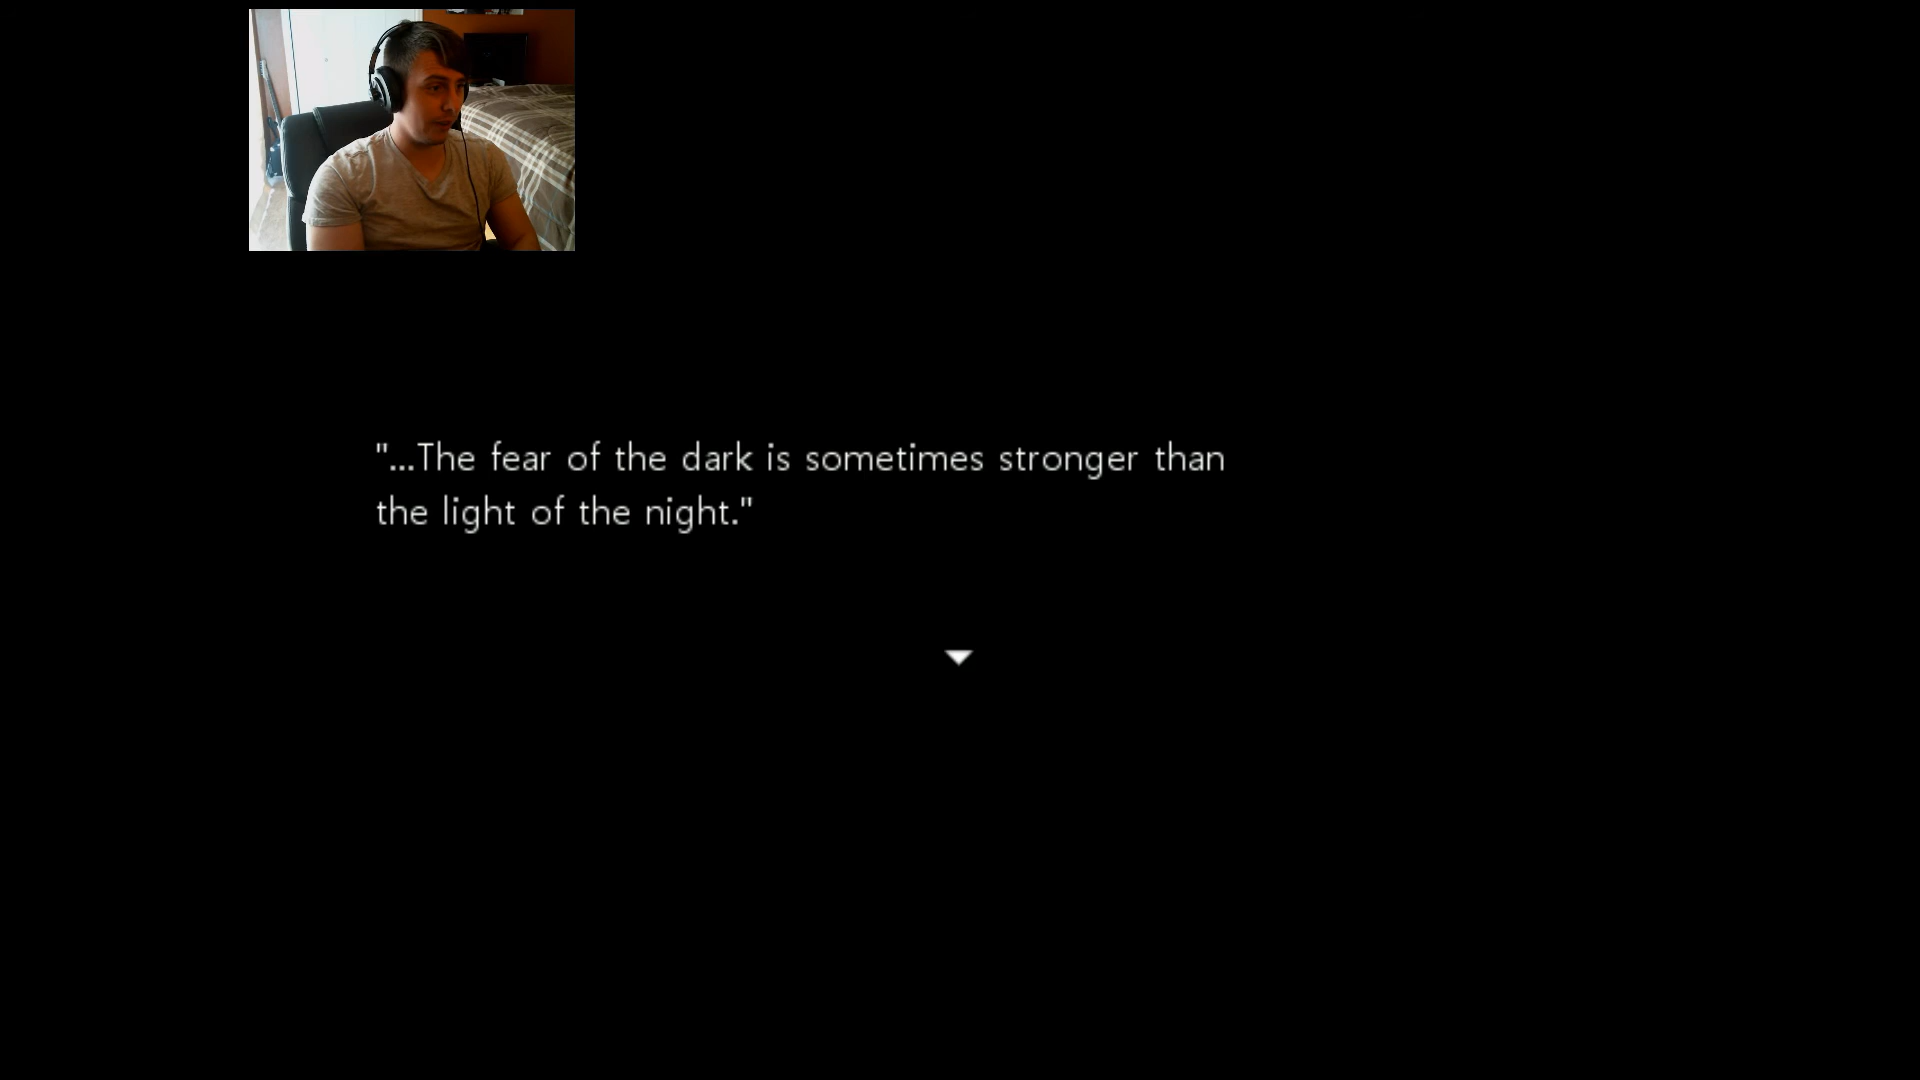 "...The fear of the dark is sometimes stronger than
the light of the night."